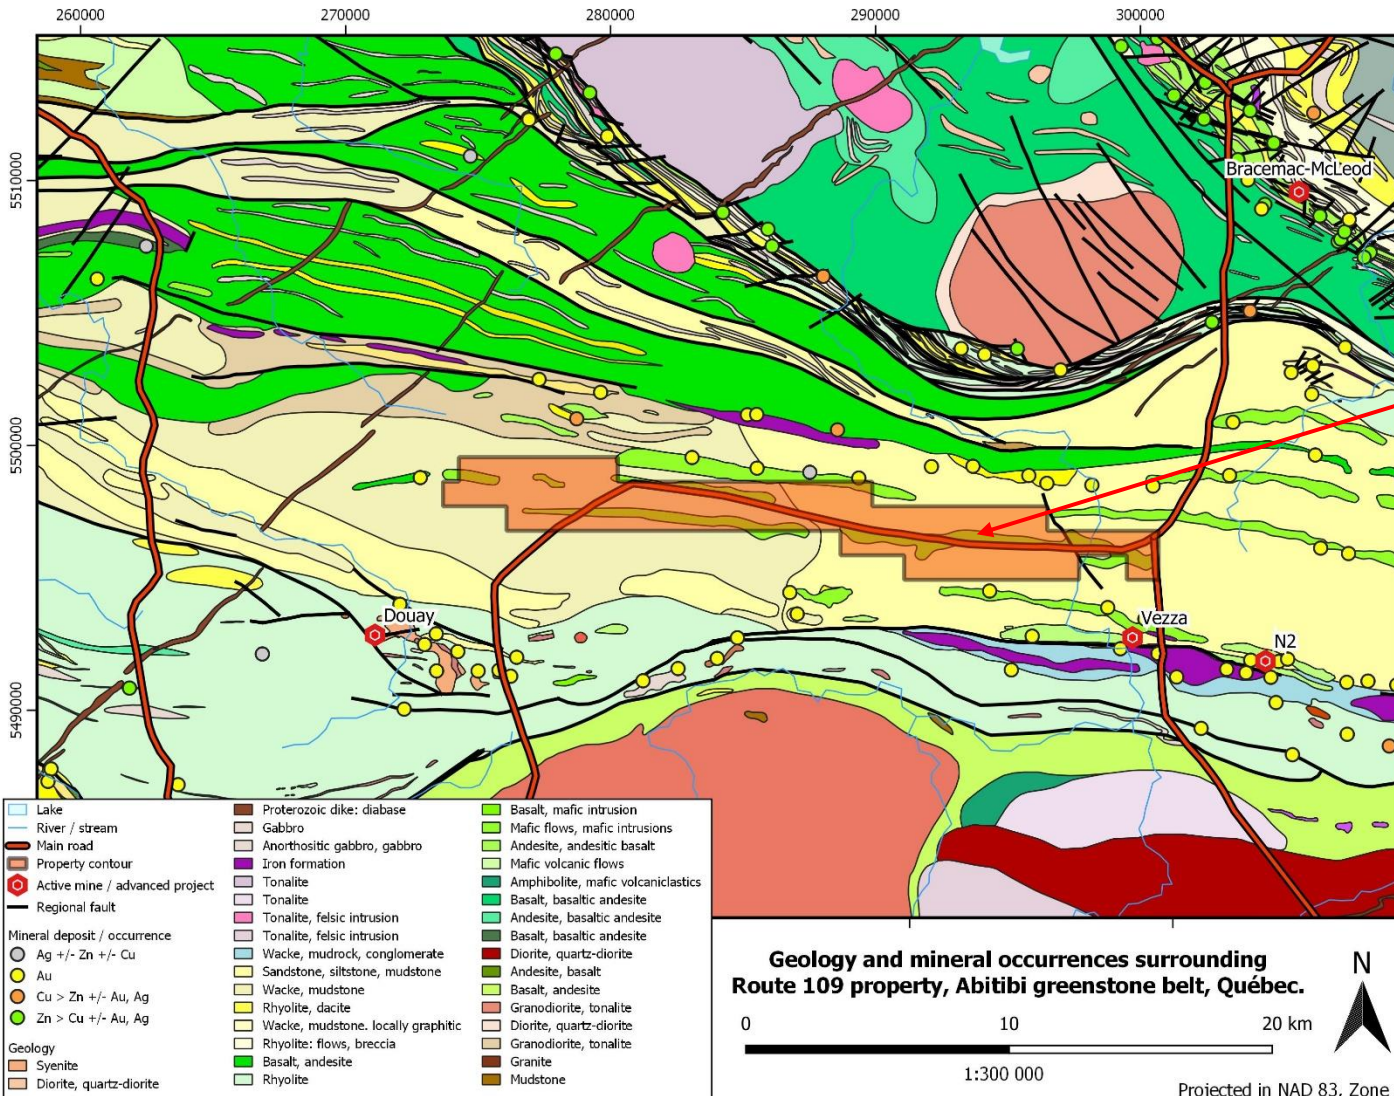 260000
270000
280000
290000
300000
5510000
5500000
5490000
Bracemac-McLeod
Douay
Vezza
N2
Lake
River / stream
Main road
Property contour
Active mine / advanced project
Regional fault
Mineral deposit / occurrence
Ag +/- Zn +/- Cu
Au
Cu > Zn +/- Au, Ag
Zn > Cu +/- Au, Ag
Geology
Syenite
Diorite, quartz-diorite
Proterozoic dike: diabase
Gabbro
Anorthositic gabbro, gabbro
Iron formation
Tonalite
Tonalite
Tonalite, felsic intrusion
Tonalite, felsic intrusion
Wacke, mudrock, conglomerate
Sandstone, siltstone, mudstone
Wacke, mudstone
Rhyolite, dacite
Wacke, mudstone. locally graphitic
Rhyolite: flows, breccia
Basalt, andesite
Rhyolite
Basalt, mafic intrusion
Mafic flows, mafic intrusions
Andesite, andesitic basalt
Mafic volcanic flows
Amphibolite, mafic volcaniclastics
Basalt, basaltic andesite
Andesite, basaltic andesite
Basalt, basaltic andesite
Diorite, quartz-diorite
Andesite, basalt
Basalt, andesite
Granodiorite, tonalite
Diorite, quartz-diorite
Granodiorite, tonalite
Granite
Mudstone
Geology and mineral occurrences surrounding
Route 109 property, Abitibi greenstone belt, Québec.
N
0 10 20 km
1:300 000
Projected in NAD 83, Zone